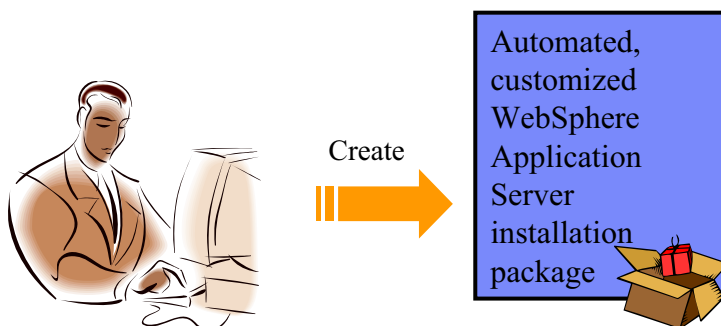 Create
Automated,
customized
WebSphere
Application
Server
installation
package